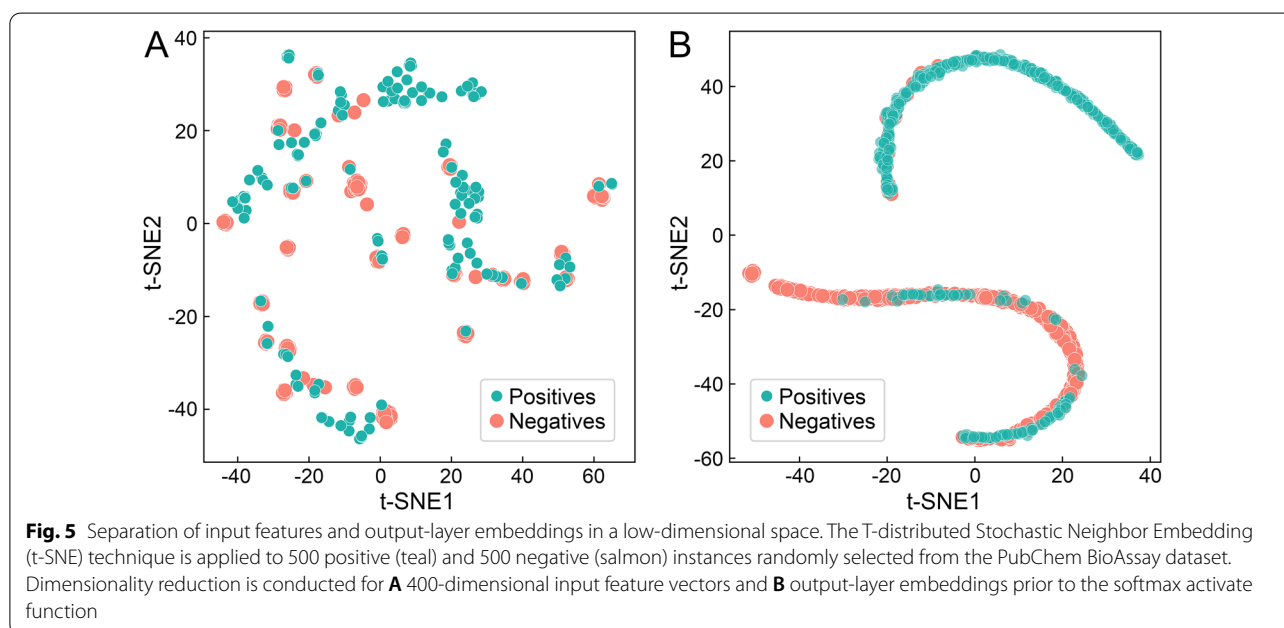 A
B
40
20
0
-20
-40
t-SNE2
-40
-20
0
20
40
60
t-SNE1
Positives
Negatives
40
20
0
-20
-40
-60
t-SNE2
-40
-20
0
20
40
t-SNE1
Positives
Negatives
Fig. 5 Separation of input features and output-layer embeddings in a low-dimensional space. The T-distributed Stochastic Neighbor Embedding
(t-SNE) technique is applied to 500 positive (teal) and 500 negative (salmon) instances randomly selected from the PubChem BioAssay dataset.
Dimensionality reduction is conducted for A 400-dimensional input feature vectors and B output-layer embeddings prior to the softmax activate
function